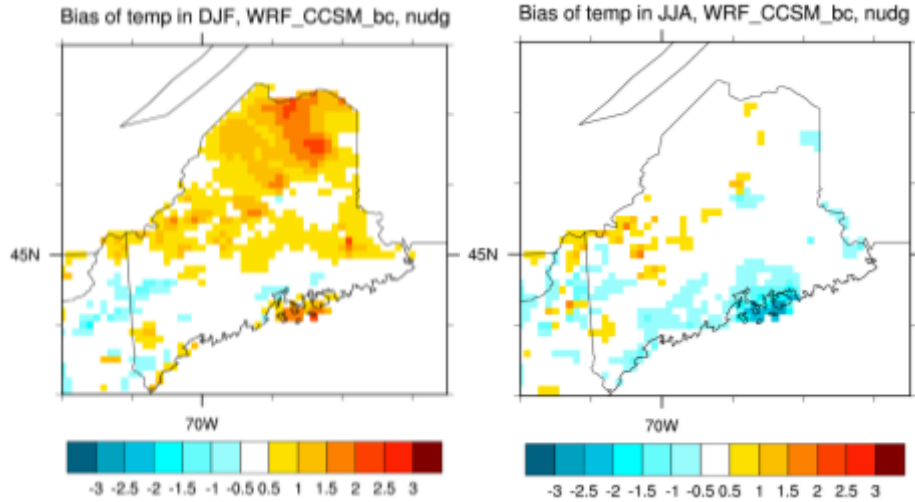 Bias of temp in DJF, WRF_CCSM_bc, nudg
Bias of temp in JJA, WRF_CCSM_bc, nudg
45N
45N
70W
70W
-3 -2.5 -2 -1.5 -1 -0.5 0.5 1 1.5 2 2.5 3
-3 -2.5 -2 -1.5 -1 -0.5 0.5 1 1.5 2 2.5 3